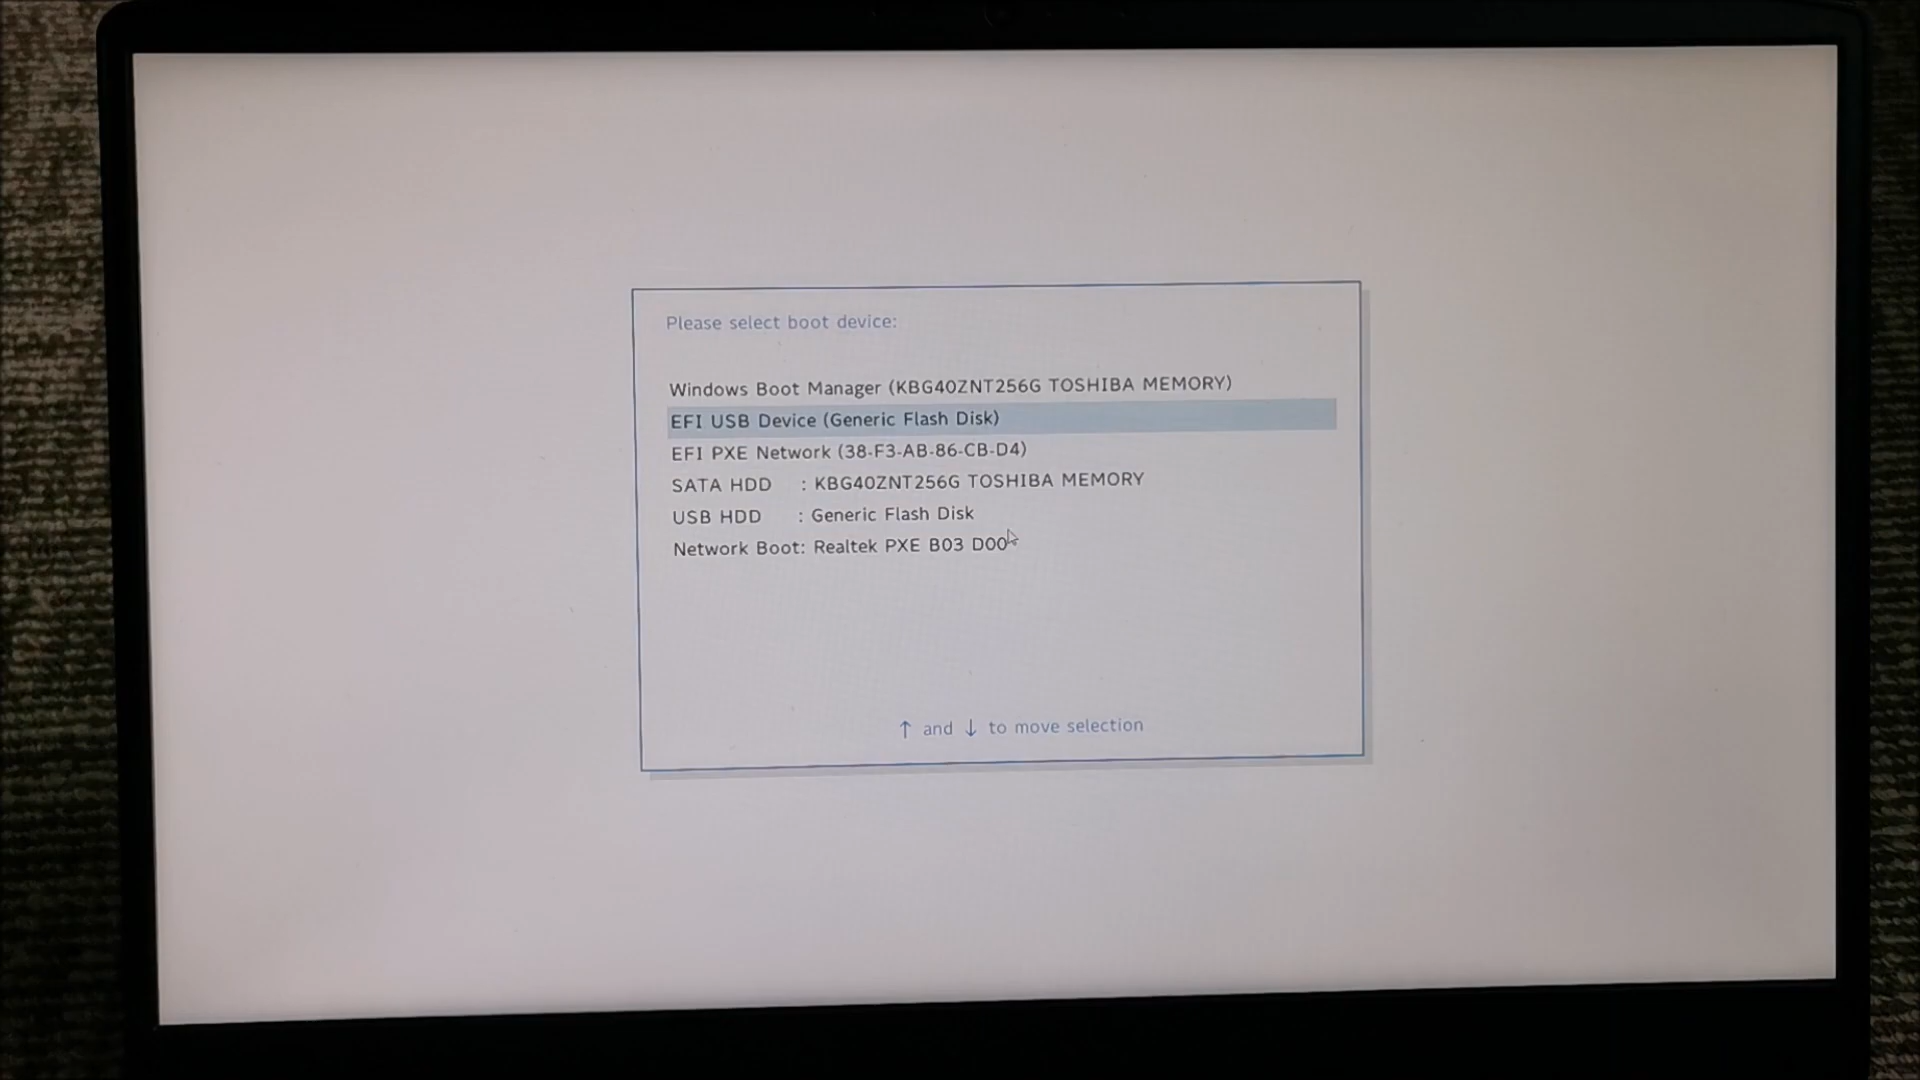 Please select boot device:
Windows Boot Manager (KBG40ZNT256G TOSHIBA MEMORY)
EFI USB Device (Generic Flash Disk)
EFI PXE Network (38-F3-AB-86-CB-D4)
SATA HDD : KBG40ZNT256G TOSHIBA MEMORY
USB HDD : Generic Flash Disk
Network Boot: Realtek PXE B03 D00
↑ and ↓ to move selection